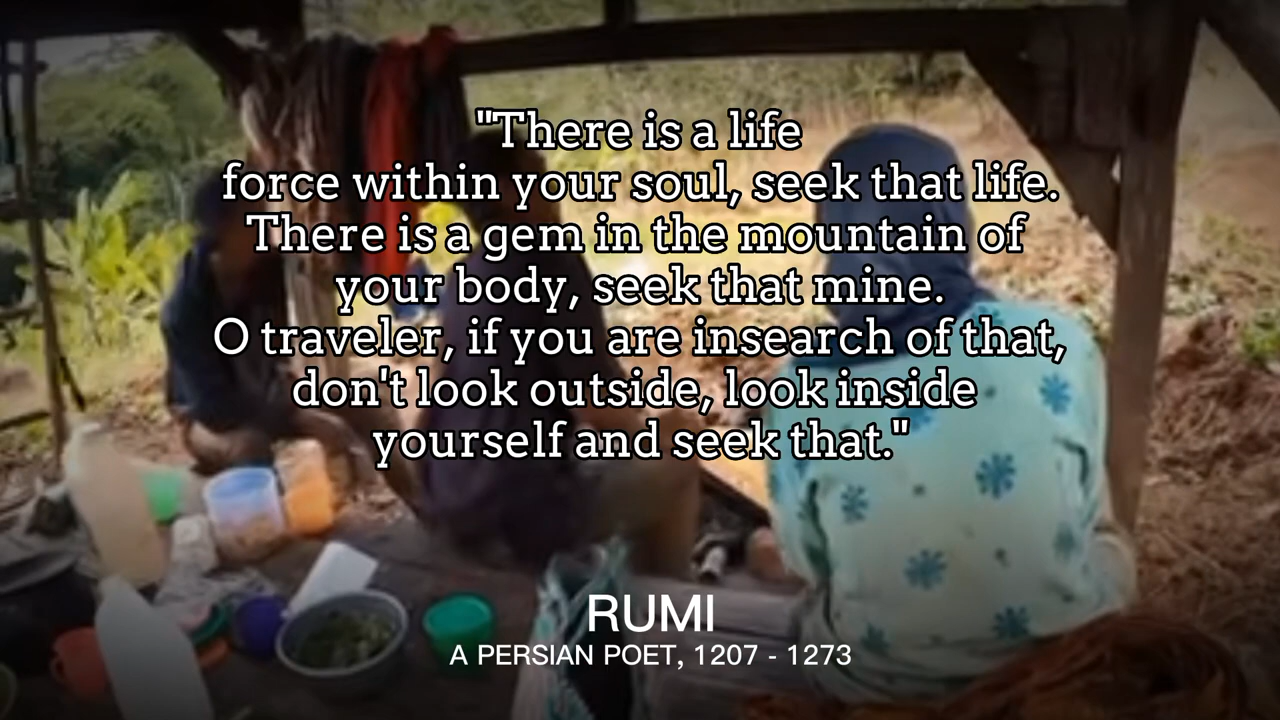 "There is a life
force within your soul, seek that life.
There is a gem in the mountain of
your body, seek that mine.
O traveler, if you are insearch of that,
don't look outside, look inside
yourself and seek that."
RUMI
A PERSIAN POET, 1207 - 1273